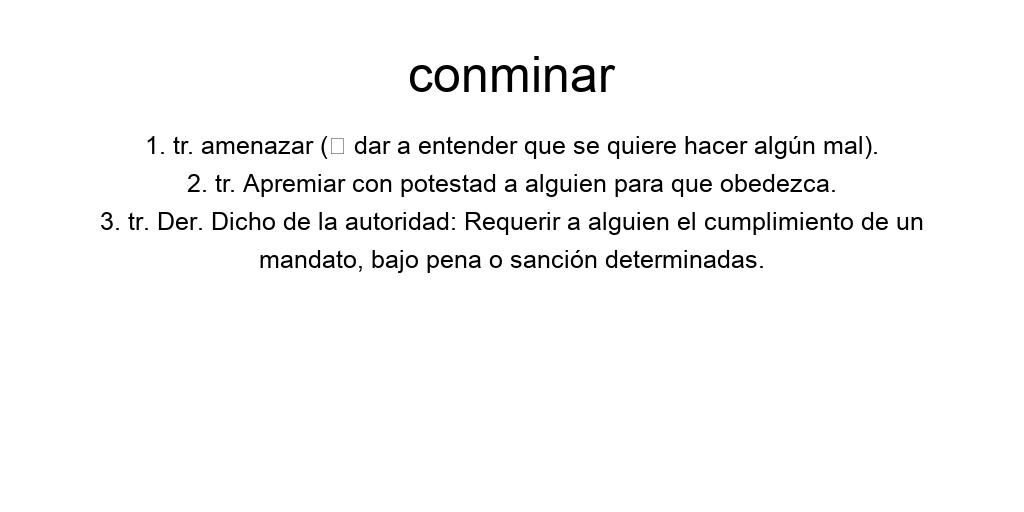 conminar
1. tr. amenazar (□ dar a entender que se quiere hacer algún mal).
2. tr. Apremiar con potestad a alguien para que obedezca.
3. tr. Der. Dicho de la autoridad: Requerir a alguien el cumplimiento de un
mandato, bajo pena o sanción determinadas.